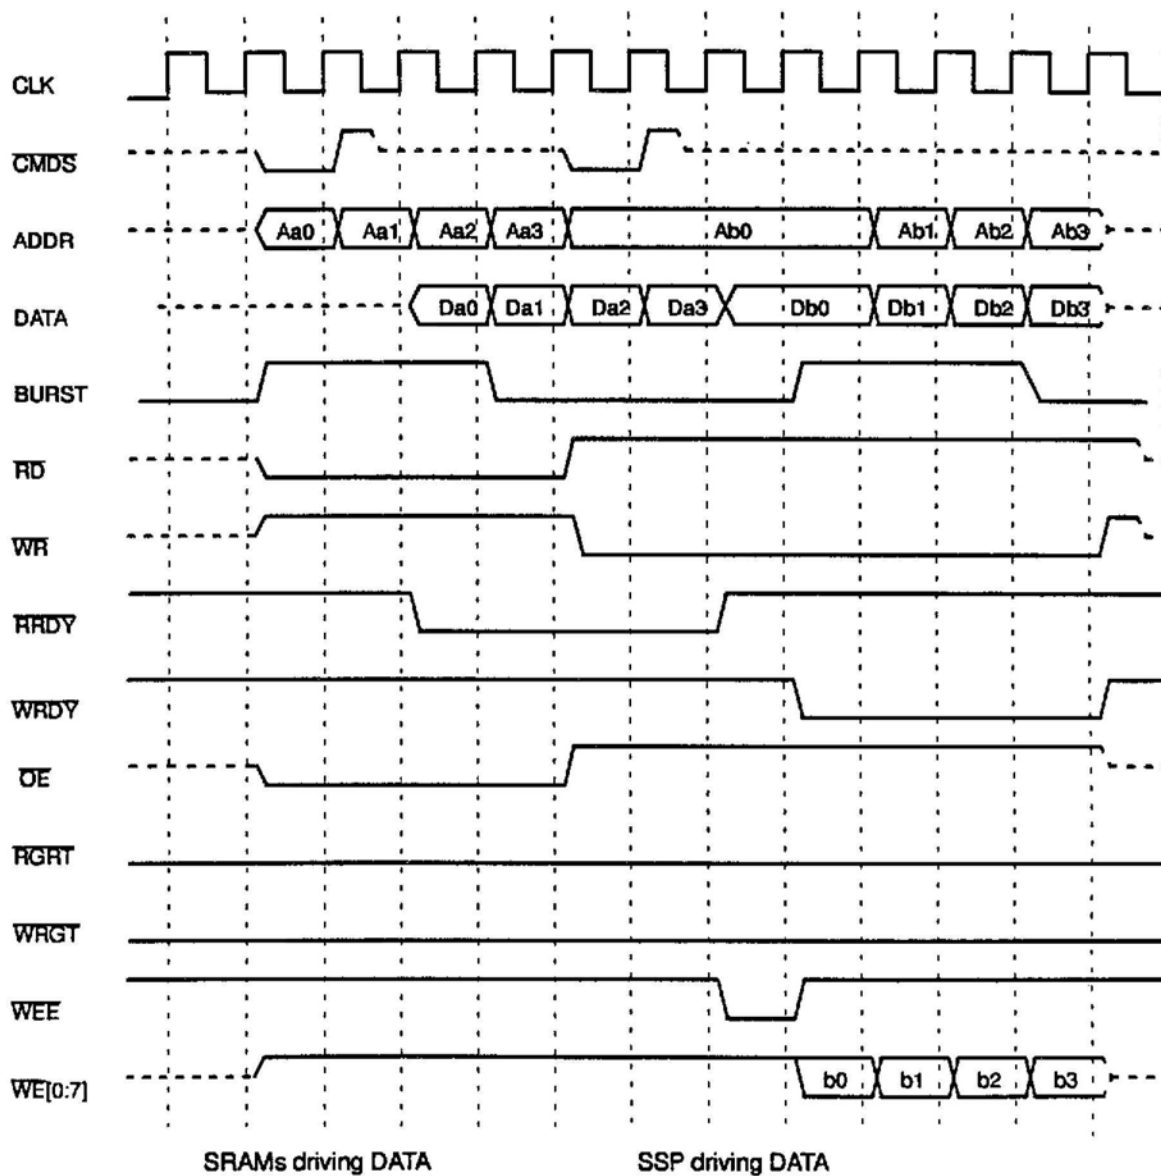 CLK
CMDS
ADDR Aa0 Aa1 Aa2 Aa3 Ab0 Ab1 Ab2 Ab3
DATA Da0 Da1 Da2 Da3 Db0 Db1 Db2 Db3
BURST
RD
WR
RRDY
WRDY
OE
RGRT
WRGT
WEE
WE[0:7] b0 b1 b2 b3
SRAMs driving DATA SSP driving DATA